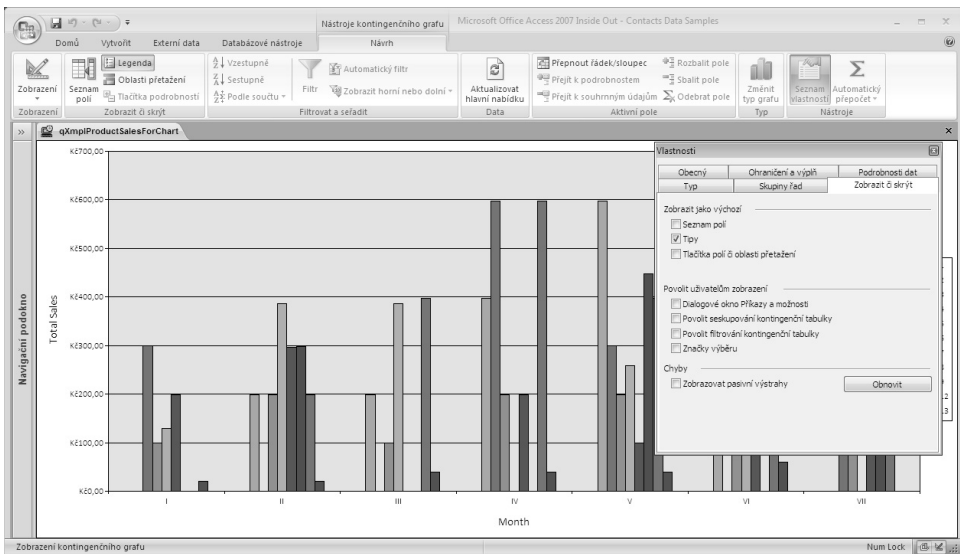 Nástroje kontingenčního grafu
Microsoft Office Access 2007 Inside Out - Contacts Data Samples
Domů Vytvořit Externí data Databázové nástroje Návrh
Zobrazení
Seznam polí
Legenda
Oblasti přetažení
Tlačítka podrobností
Vzestupně
Sestupně
Podle součtu
Filtr
Automatický filtr
Zobrazit horní nebo dolní
Aktualizovat hlavní nabídku
Přepnout řádek/sloupec
Přejít k podrobnostem
Přejít k souhrnným údajům
Rozbalit pole
Sbalit pole
Odebrat pole
Změnit typ grafu
Seznam vlastností
Automatický přepočet
Zobrazení Zobrazit či skrýt Filtrovat a seřadit Data Aktivní pole Typ Nástroje
qXmplProductSalesForChart
Navigační podokno
Total Sales
Kč700,00
Kč600,00
Kč500,00
Kč400,00
Kč300,00
Kč200,00
Kč100,00
Kč0,00
I II III IV V VI VII
Month
Vlastnosti
Obecný Ohraničení a výplň Podrobnosti dat
Typ Skupiny řad Zobrazit či skrýt
Zobrazit jako výchozí
Seznam polí
Tipy
Tlačítka polí či oblasti přetažení
Povolit uživatelům zobrazení
Dialogové okno Příkazy a možnosti
Povolit seskupování kontingenční tabulky
Povolit filtrování kontingenční tabulky
Značky výběru
Chyby
Zobrazovat pasivní výstrahy
Obnovit
Zobrazení kontingenčního grafu
Num Lock